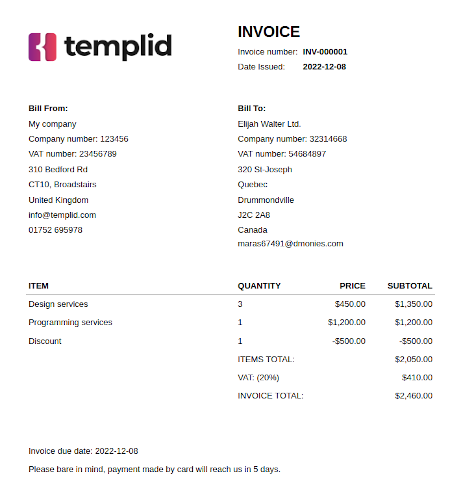 templid
INVOICE
Invoice number: INV-000001
Date Issued: 2022-12-08
Bill From:
My company
Company number: 123456
VAT number: 23456789
310 Bedford Rd
CT10, Broadstairs
United Kingdom
info@templid.com
01752 695978
Bill To:
Elijah Walter Ltd.
Company number: 32314668
VAT number: 54684897
320 St-Joseph
Quebec
Drummondville
J2C 2A8
Canada
maras67491@dmonies.com
ITEM QUANTITY PRICE SUBTOTAL
Design services 3 $450.00 $1,350.00
Programming services 1 $1,200.00 $1,200.00
Discount 1 -$500.00 -$500.00
ITEMS TOTAL: $2,050.00
VAT: (20%) $410.00
INVOICE TOTAL: $2,460.00
Invoice due date: 2022-12-08
Please bare in mind, payment made by card will reach us in 5 days.